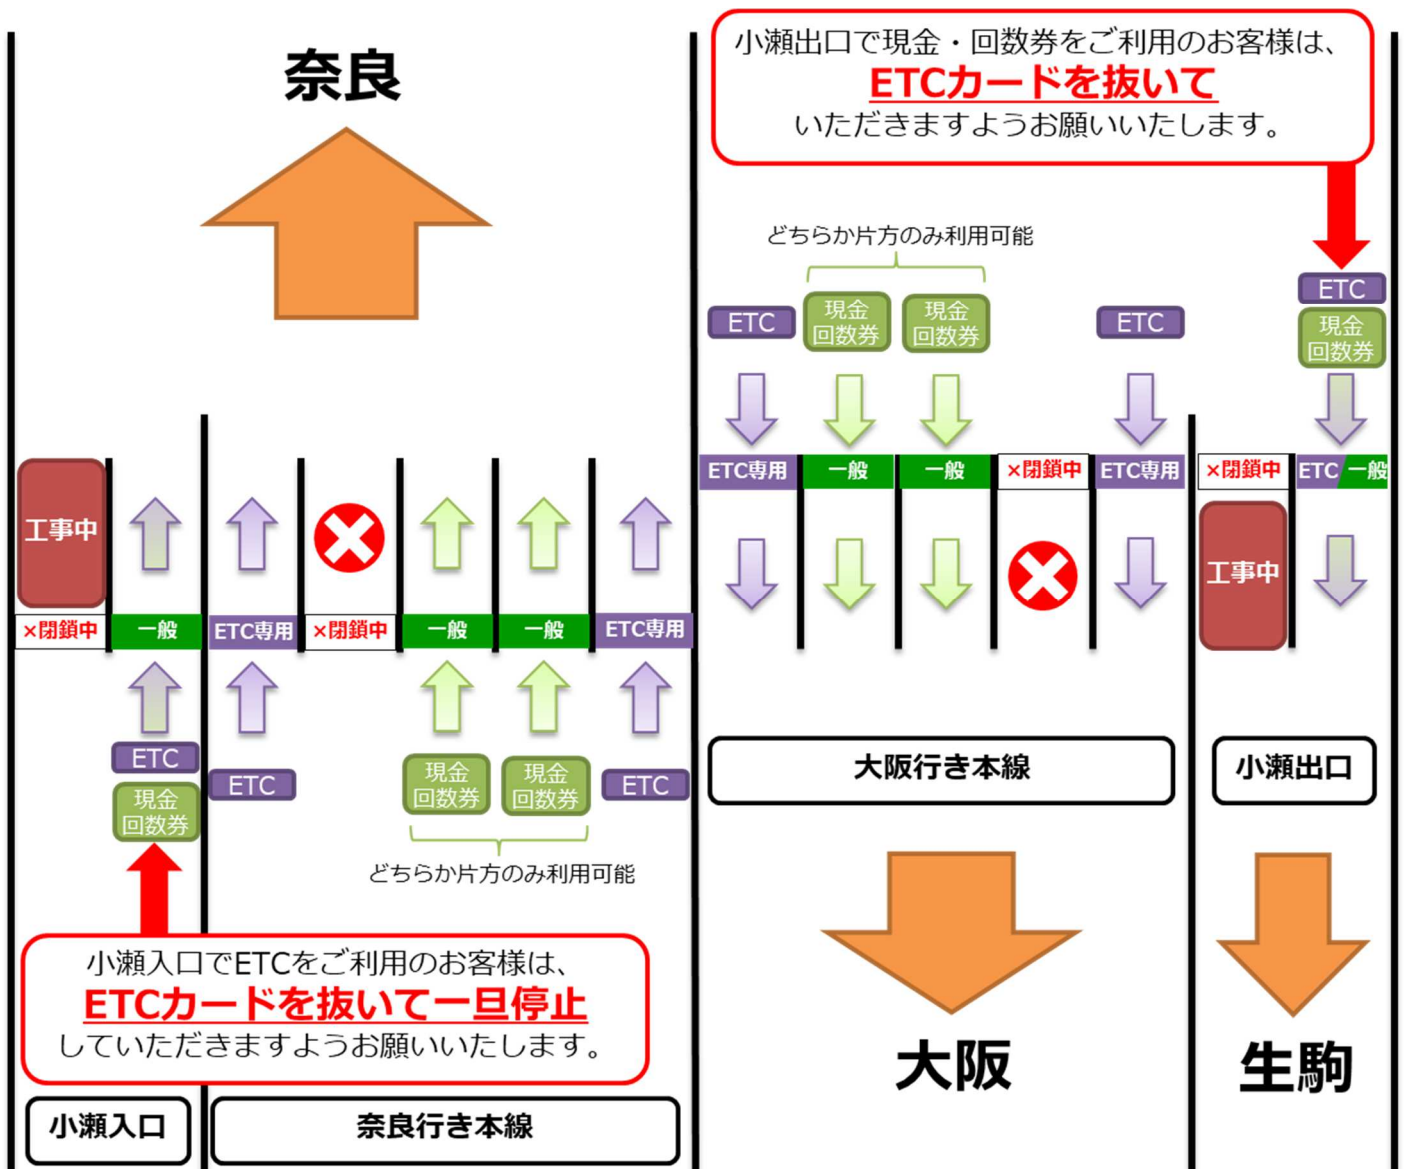 奈良
小瀬出口で現金・回数券をご利用のお客様は、
ETCカードを抜いて
いただきますようお願いいたします。
どちらか片方のみ利用可能
ETC
現金
回数券
現金
回数券
ETC
ETC
現金
回数券
ETC専用
一般
一般
×閉鎖中
ETC専用
×閉鎖中
ETC
一般
工事中
工事中
×閉鎖中
一般
ETC専用
×閉鎖中
一般
一般
ETC専用
ETC
現金
回数券
ETC
現金
回数券
現金
回数券
ETC
どちらか片方のみ利用可能
大阪行き本線
小瀬出口
小瀬入口でETCをご利用のお客様は、
ETCカードを抜いて一旦停止
していただきますようお願いいたします。
大阪
生駒
小瀬入口
奈良行き本線